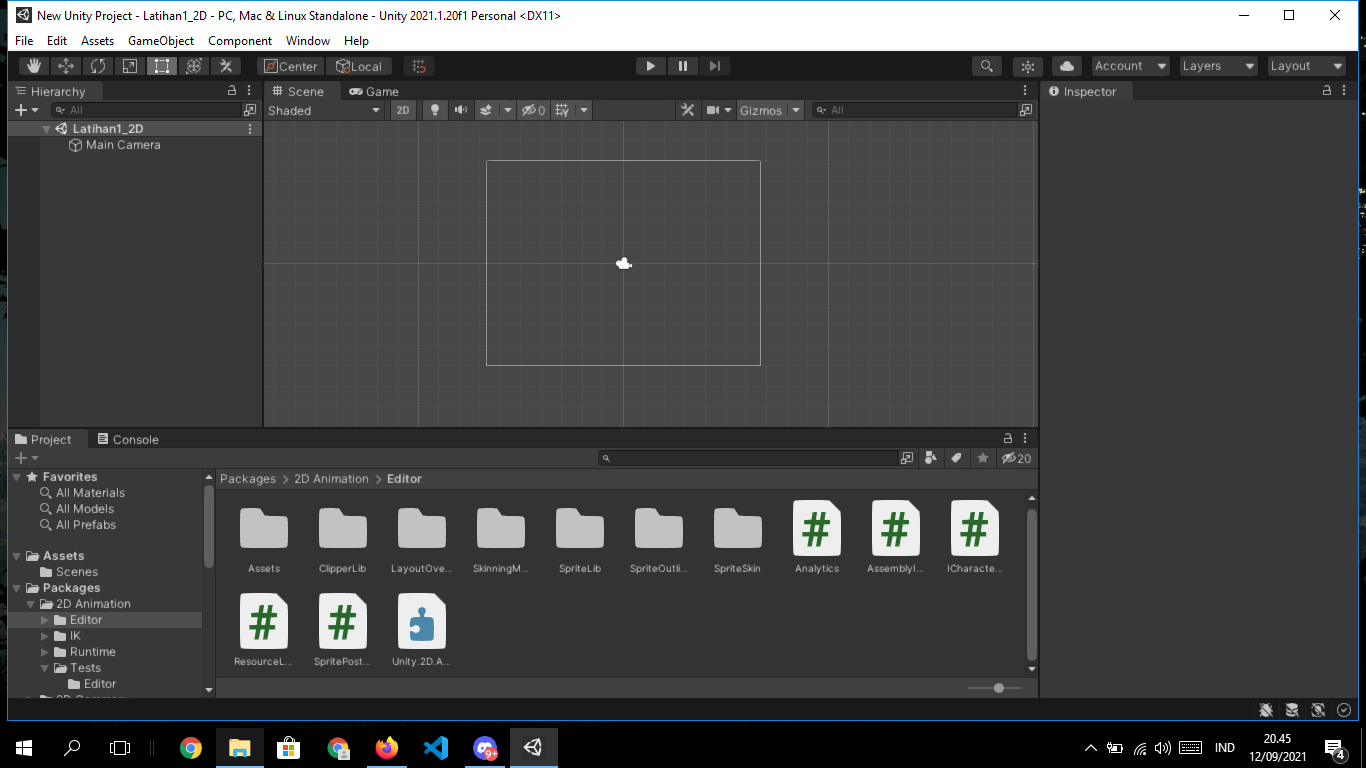 New Unity Project - Latihan1_2D - PC, Mac & Linux Standalone - Unity 2021.1.20f1 Personal <DX11>
File Edit Assets GameObject Component Window Help
Center Local Account Layers Layout
Hierarchy Scene Game Inspector
All Shaded 2D 0 Gizmos All
Latihan1_2D
Main Camera
Project Console
20
Favorites
All Materials
All Models
All Prefabs
Assets
Scenes
Packages
2D Animation
Editor
IK
Runtime
Tests
Editor
Packages > 2D Animation > Editor
Assets ClipperLib LayoutOve... SkinningM... SpriteLib SpriteOutli... SpriteSkin Analytics AssemblyI... ICharacte...
ResourceL... SpritePost... Unity.2D.A...
9+ IND 20.45
12/09/2021 4